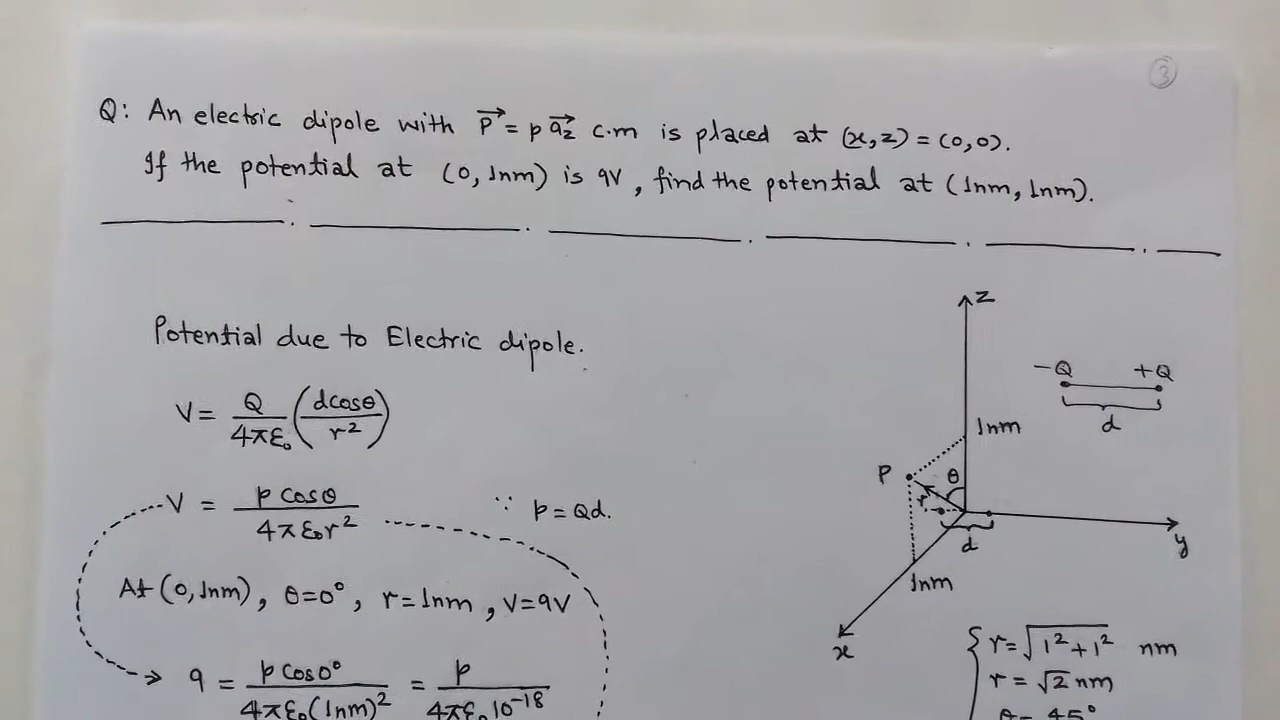 3
Q: An electric dipole with p⃗ = p a⃗z c.m is placed at (x,z) = (0,0).
If the potential at (0, 1nm) is 9V, find the potential at (1nm, 1nm).
Potential due to Electric dipole.
V = Q/4πε₀ (dcosθ/r²)
V = p cosθ/4πε₀r² ∵ p = Qd.
At (0, 1nm), θ=0°, r=1nm, V=9V
9 = p cos0°/4πε₀(1nm)² = p/4πε₀10⁻¹⁸
z
-Q +Q
d
1nm
P
θ
r
d
y
1nm
x
r = √1²+1² nm
r = √2 nm
θ = 45°